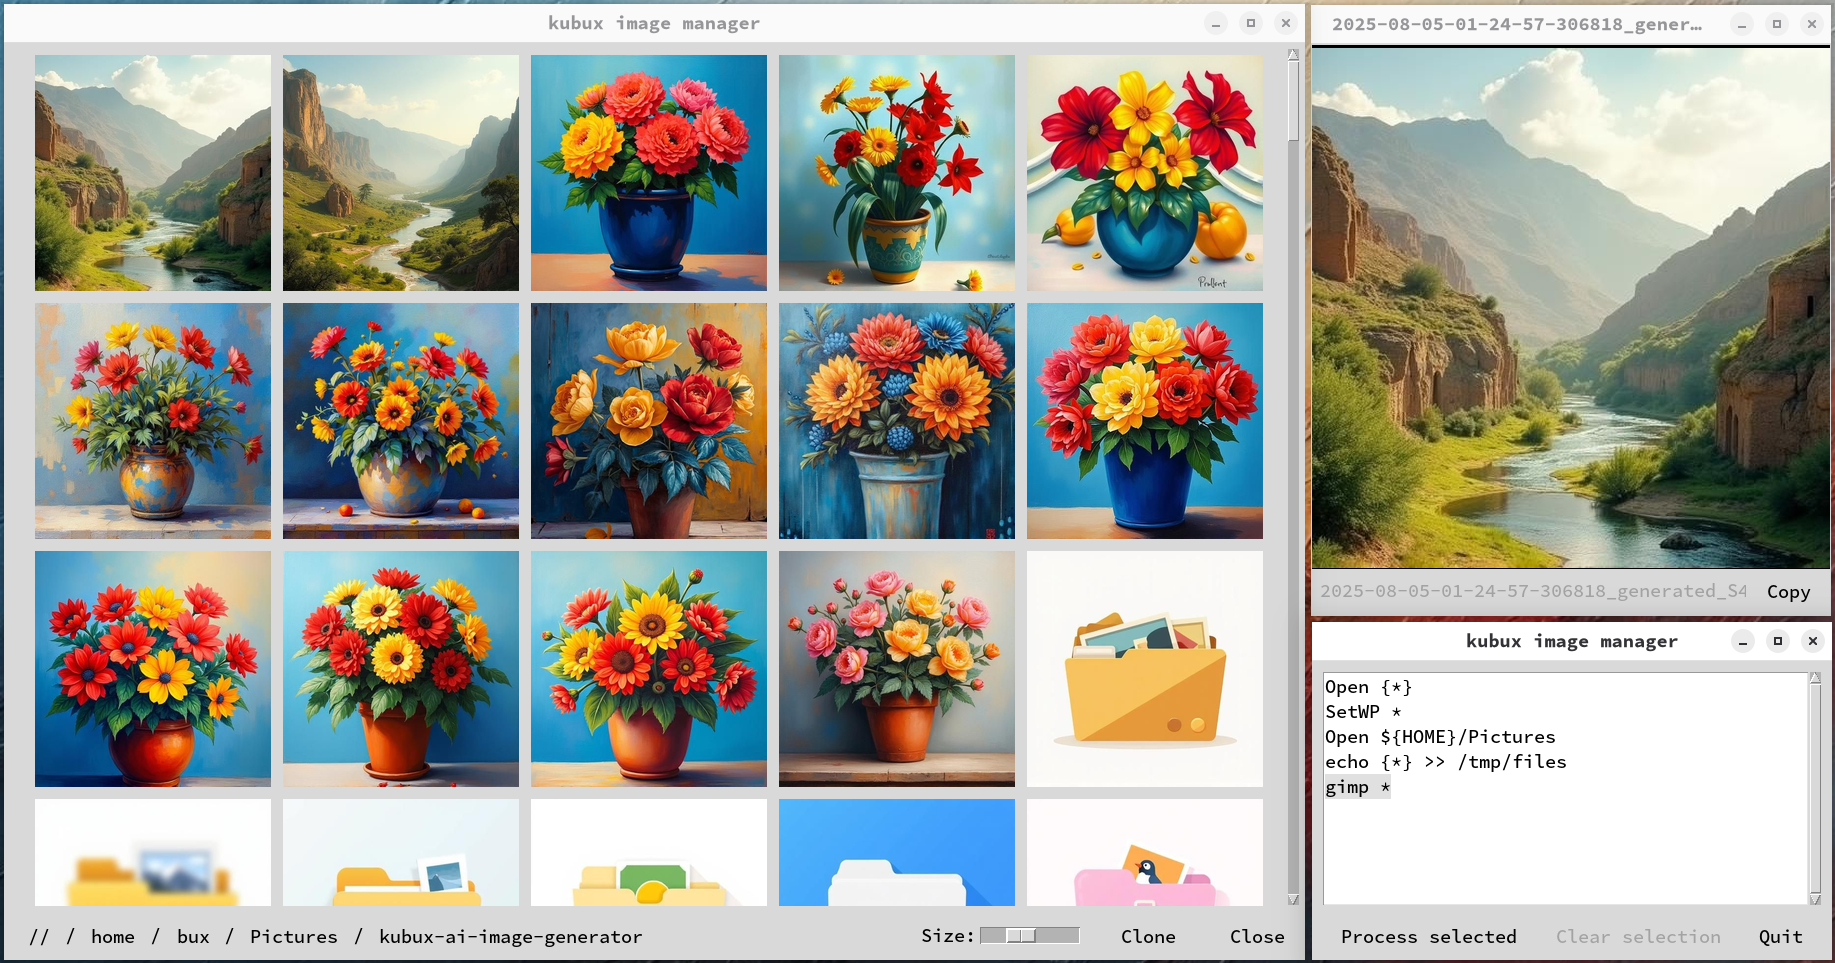 kubux image manager
2025-08-05-01-24-57-306818_gener…
Prollent
2025-08-05-01-24-57-306818_generated_S4
Copy
kubux image manager
Open {*}
SetWP *
Open ${HOME}/Pictures
echo {*} >> /tmp/files
gimp *
// / home / bux / Pictures / kubux-ai-image-generator
Size:
Clone
Close
Process selected
Clear selection
Quit